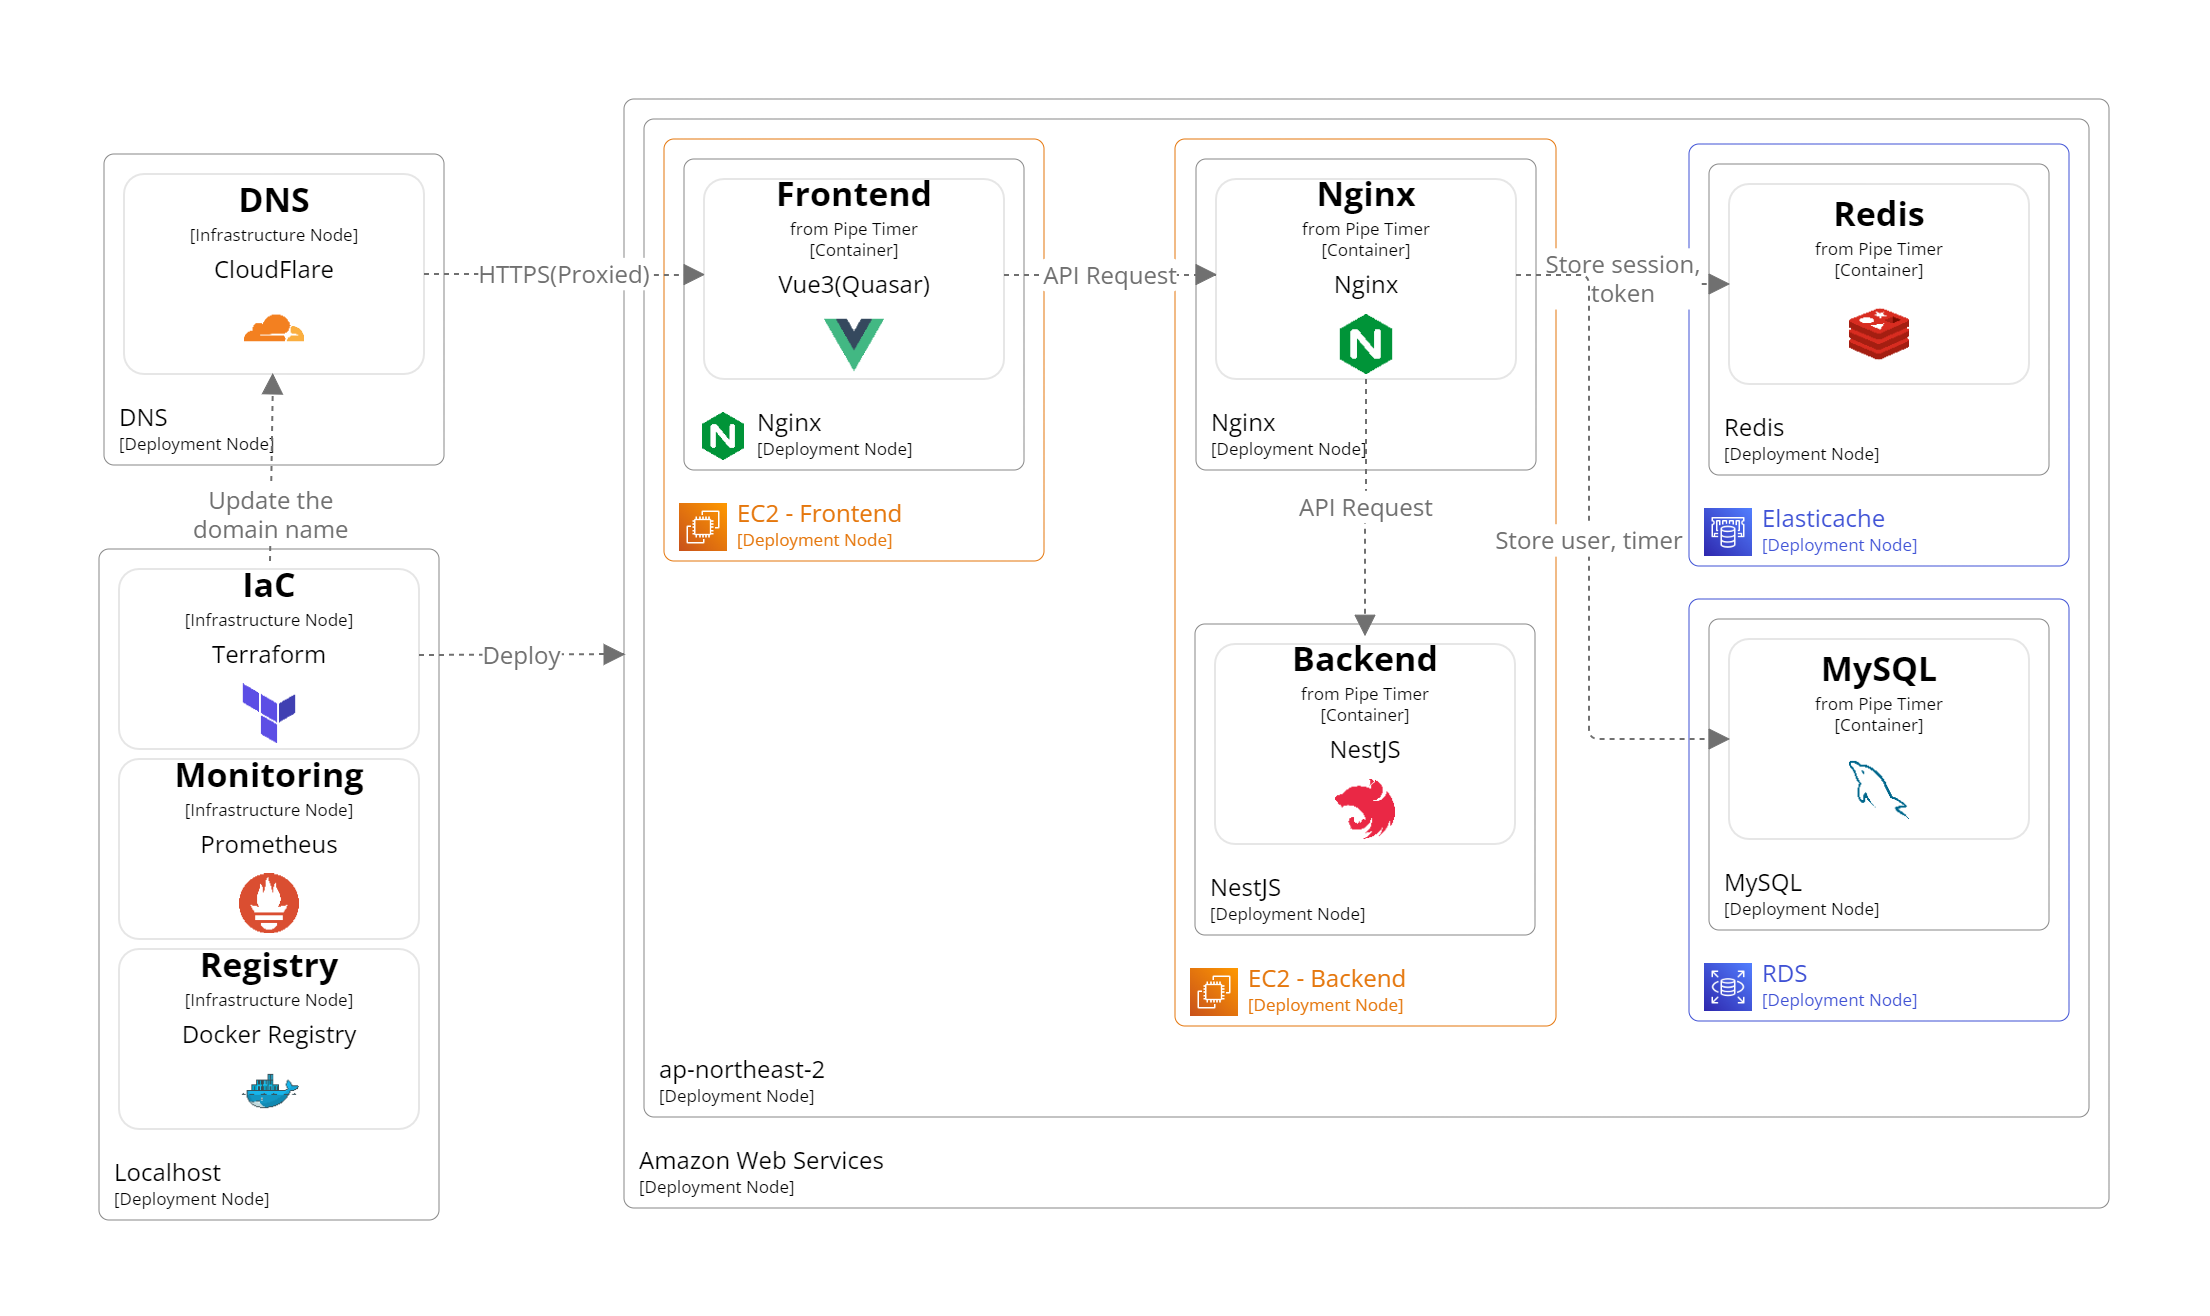 DNS
[Infrastructure Node]
CloudFlare
DNS
[Deployment Node]
HTTPS(Proxied)
Update the
domain name
IaC
[Infrastructure Node]
Terraform
Deploy
Monitoring
[Infrastructure Node]
Prometheus
Registry
[Infrastructure Node]
Docker Registry
Localhost
[Deployment Node]
Frontend
from Pipe Timer
[Container]
Vue3(Quasar)
Nginx
[Deployment Node]
EC2 - Frontend
[Deployment Node]
API Request
Nginx
from Pipe Timer
[Container]
Nginx
Nginx
[Deployment Node]
API Request
Backend
from Pipe Timer
[Container]
NestJS
NestJS
[Deployment Node]
EC2 - Backend
[Deployment Node]
Store session,
token
Store user, timer
Redis
from Pipe Timer
[Container]
Redis
[Deployment Node]
Elasticache
[Deployment Node]
MySQL
from Pipe Timer
[Container]
MySQL
[Deployment Node]
RDS
[Deployment Node]
ap-northeast-2
[Deployment Node]
Amazon Web Services
[Deployment Node]